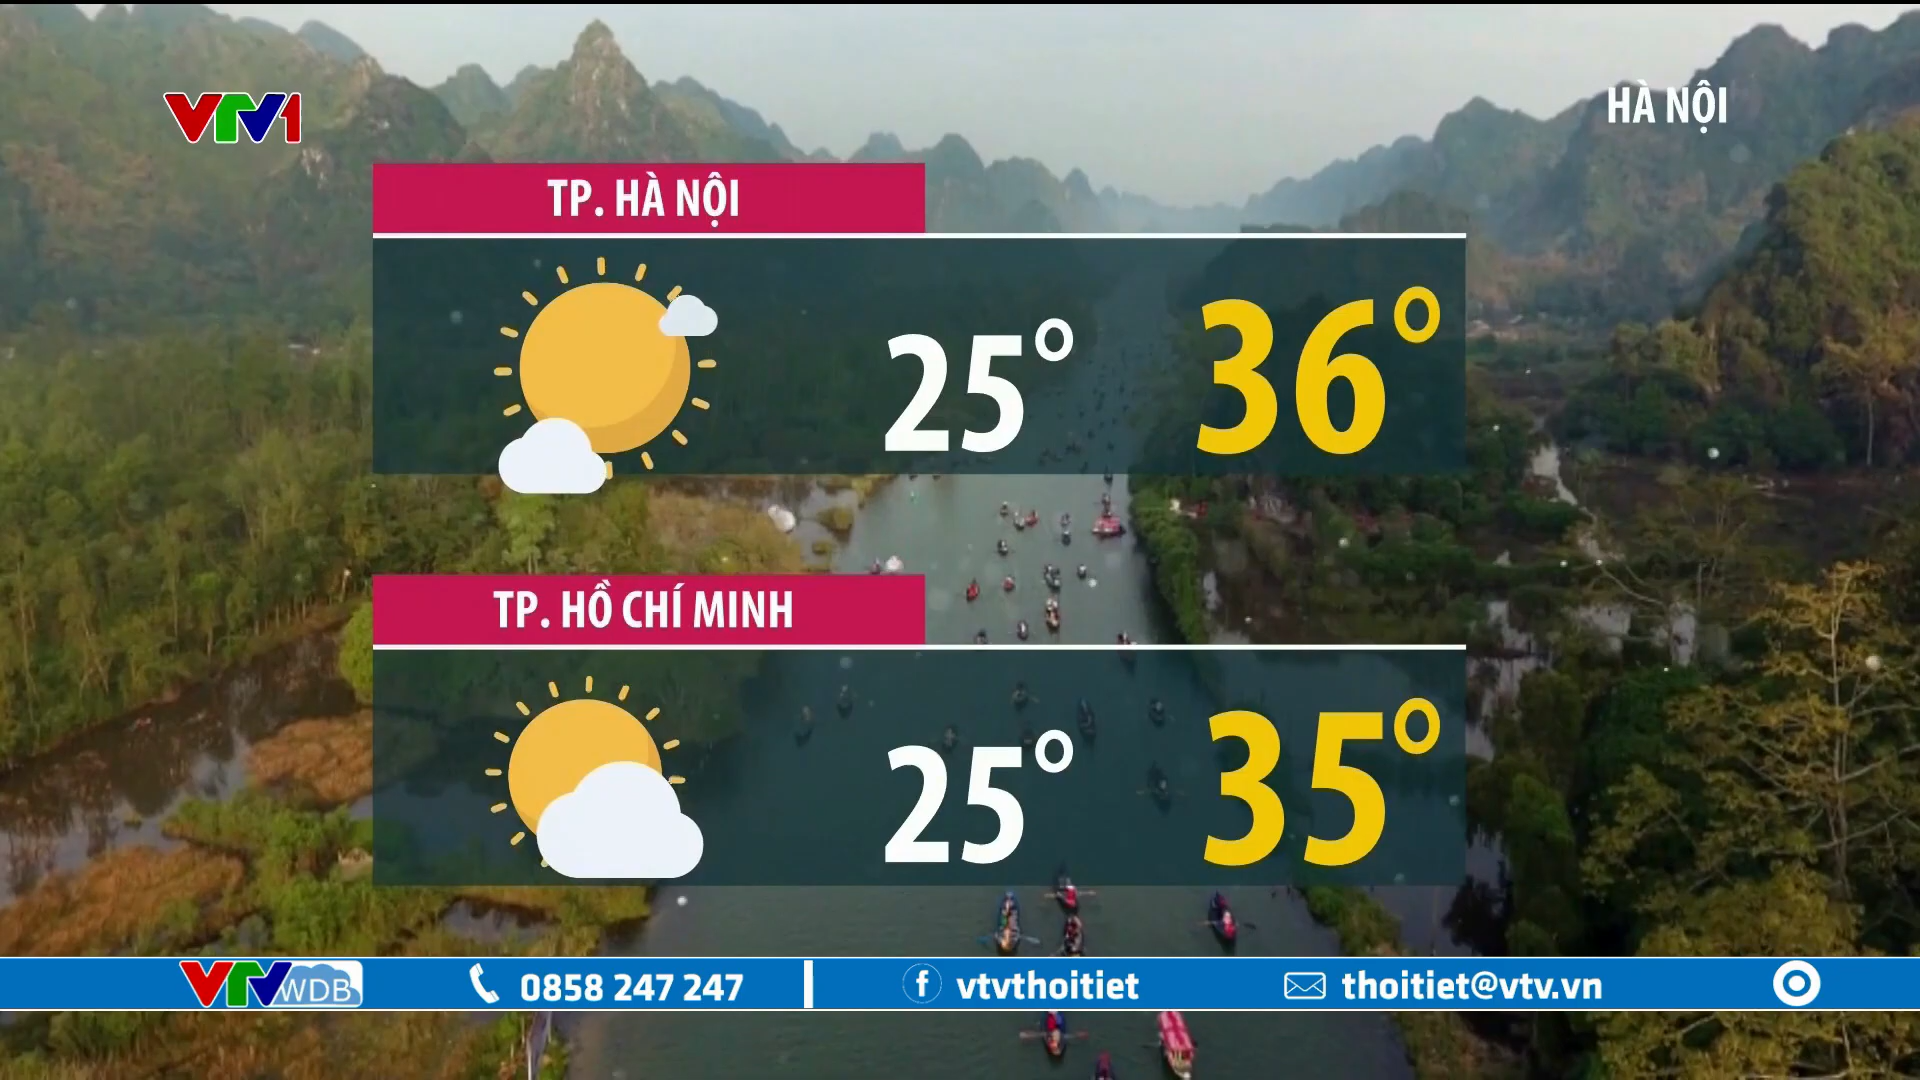 VTV1
HÀ NỘI
TP. HÀ NỘI
25° 36°
TP. HỒ CHÍ MINH
25° 35°
VTV WDB 0858 247 247 f vtvthoitiet thoitiet@vtv.vn